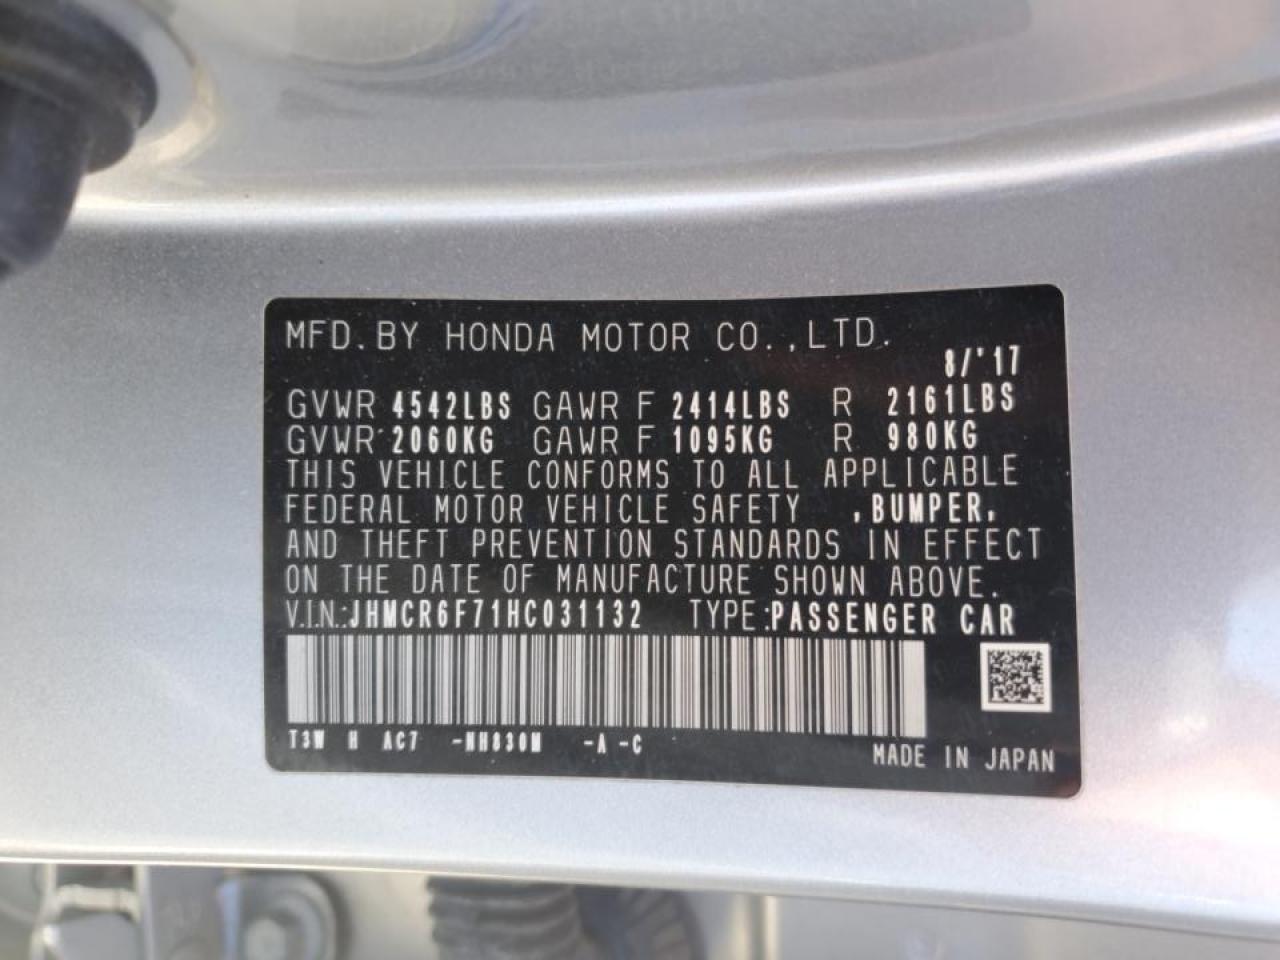 MFD.BY HONDA MOTOR CO.,LTD.
8/'17
GVWR 4542LBS GAWR F 2414LBS R 2161LBS
GVWR 2060KG GAWR F 1095KG R 980KG
THIS VEHICLE CONFORMS TO ALL APPLICABLE
FEDERAL MOTOR VEHICLE SAFETY ,BUMPER,
AND THEFT PREVENTION STANDARDS IN EFFECT
ON THE DATE OF MANUFACTURE SHOWN ABOVE.
V.I.N.:JHMCR6F71HC031132 TYPE:PASSENGER CAR
T3W H AC7 -NH830M -A -C
MADE IN JAPAN